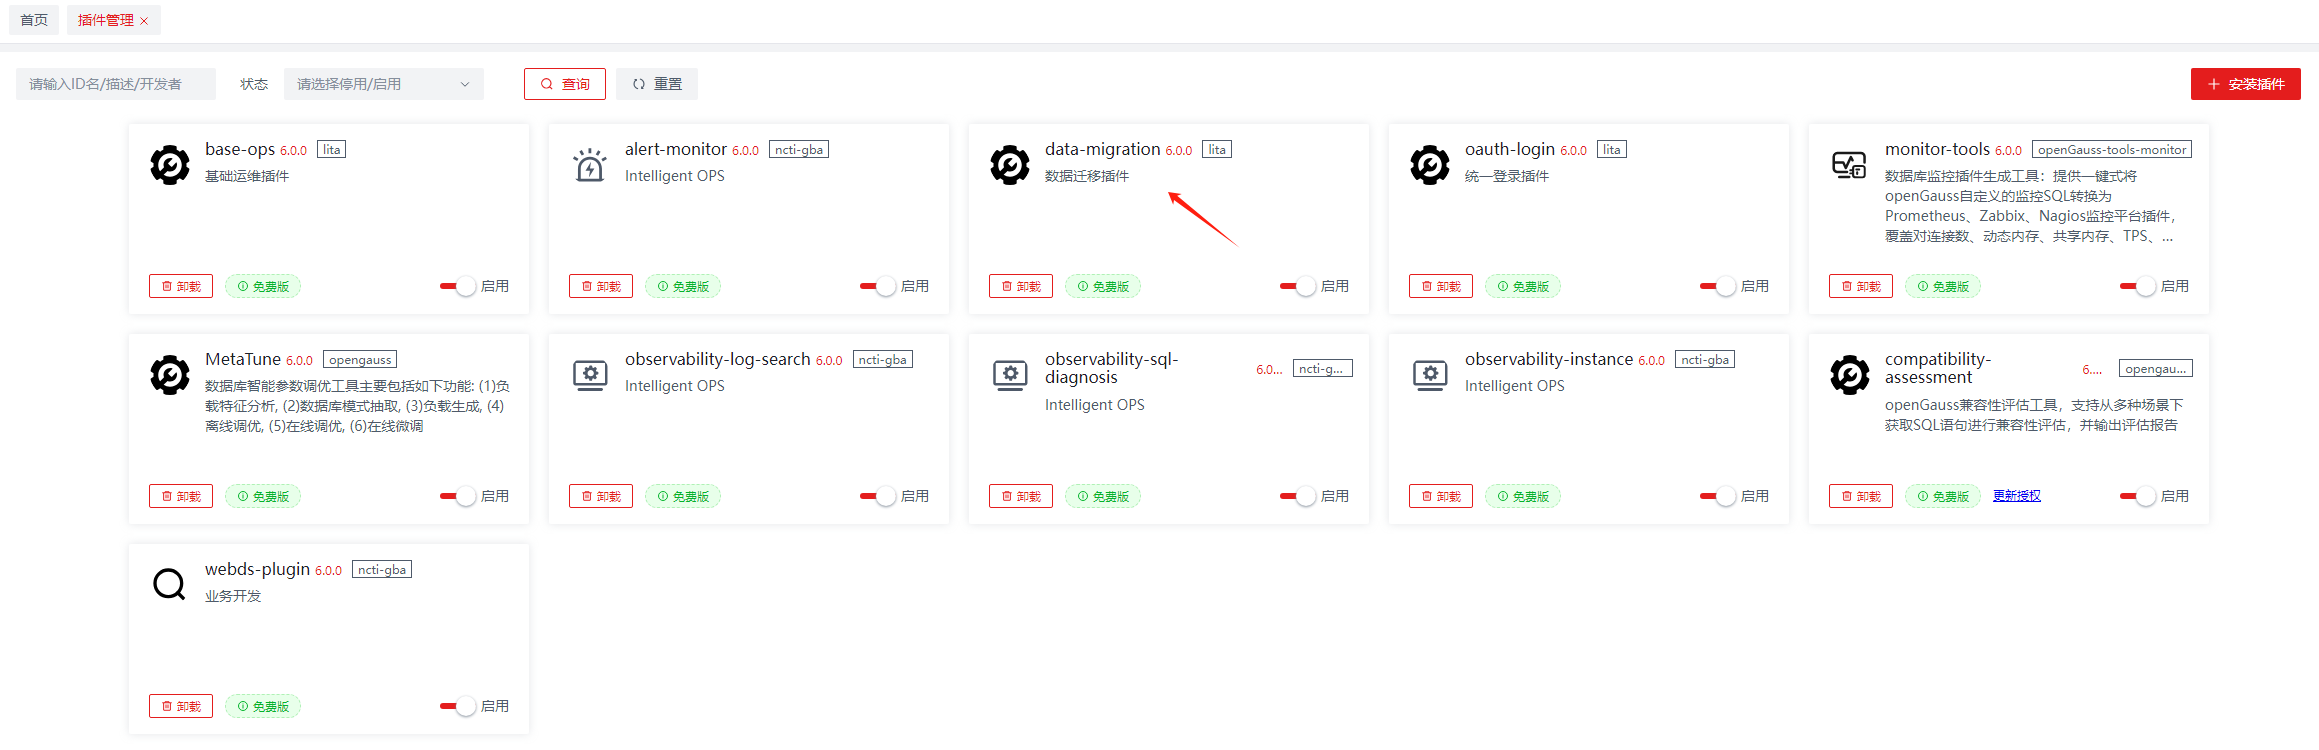 首页
插件管理
请输入ID名/描述/开发者
状态
请选择停用/启用
查询
重置
安装插件
base-ops 6.0.0 lita
基础运维插件
卸载
免费版
启用
alert-monitor 6.0.0 ncti-gba
Intelligent OPS
卸载
免费版
启用
data-migration 6.0.0 lita
数据迁移插件
卸载
免费版
启用
oauth-login 6.0.0 lita
统一登录插件
卸载
免费版
启用
monitor-tools 6.0.0 openGauss-tools-monitor
数据库监控插件生成工具：提供一键式将
openGauss自定义的监控SQL转换为
Prometheus、Zabbix、Nagios监控平台插件，
覆盖对连接数、动态内存、共享内存、TPS、...
卸载
免费版
启用
MetaTune 6.0.0 opengauss
数据库智能参数调优工具主要包括如下功能: (1)负
载特征分析, (2)数据库模式抽取, (3)负载生成, (4)
离线调优, (5)在线调优, (6)在线微调
卸载
免费版
启用
observability-log-search 6.0.0 ncti-gba
Intelligent OPS
卸载
免费版
启用
observability-sql-
diagnosis
6.0... ncti-g...
Intelligent OPS
卸载
免费版
启用
observability-instance 6.0.0 ncti-gba
Intelligent OPS
卸载
免费版
启用
compatibility-
assessment
6.... opengau...
openGauss兼容性评估工具，支持从多种场景下
获取SQL语句进行兼容性评估，并输出评估报告
卸载
免费版
更新授权
启用
webds-plugin 6.0.0 ncti-gba
业务开发
卸载
免费版
启用